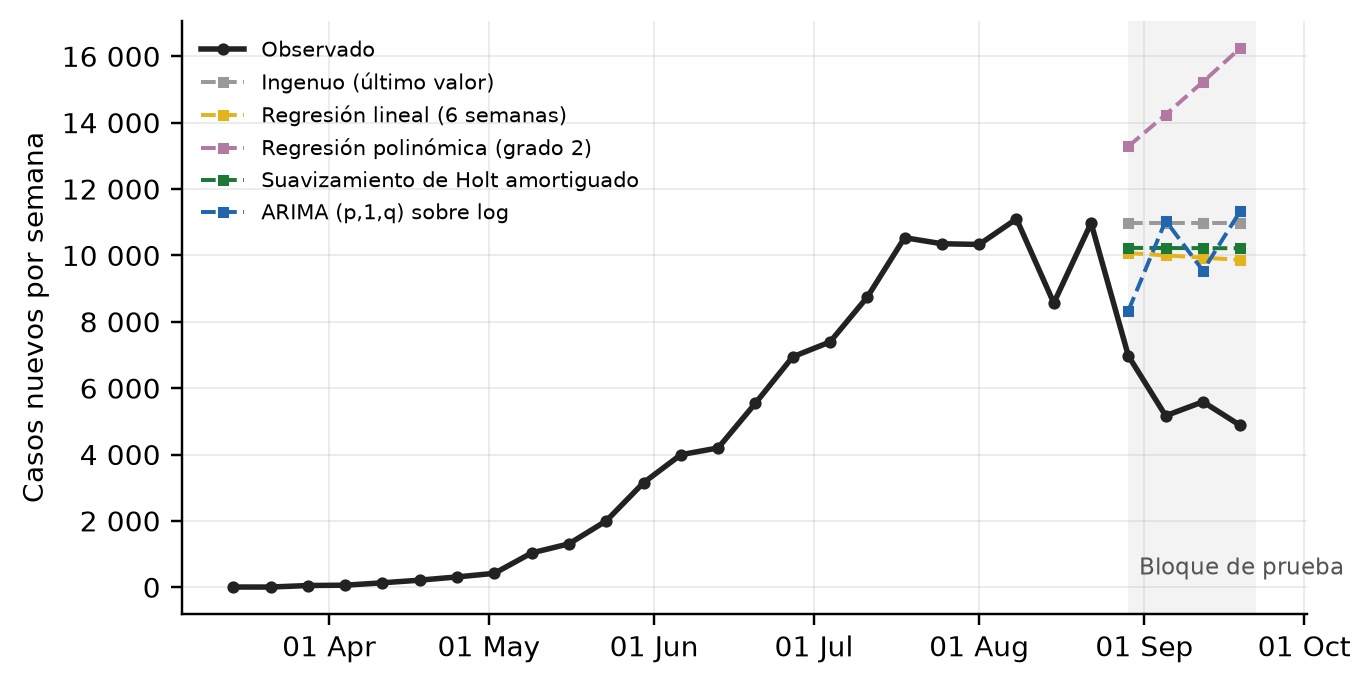 Casos nuevos por semana
16 000
14 000
12 000
10 000
8 000
6 000
4 000
2 000
0
Observado
Ingenuo (último valor)
Regresión lineal (6 semanas)
Regresión polinómica (grado 2)
Suavizamiento de Holt amortiguado
ARIMA (p,1,q) sobre log
Bloque de prueba
01 Apr
01 May
01 Jun
01 Jul
01 Aug
01 Sep
01 Oct